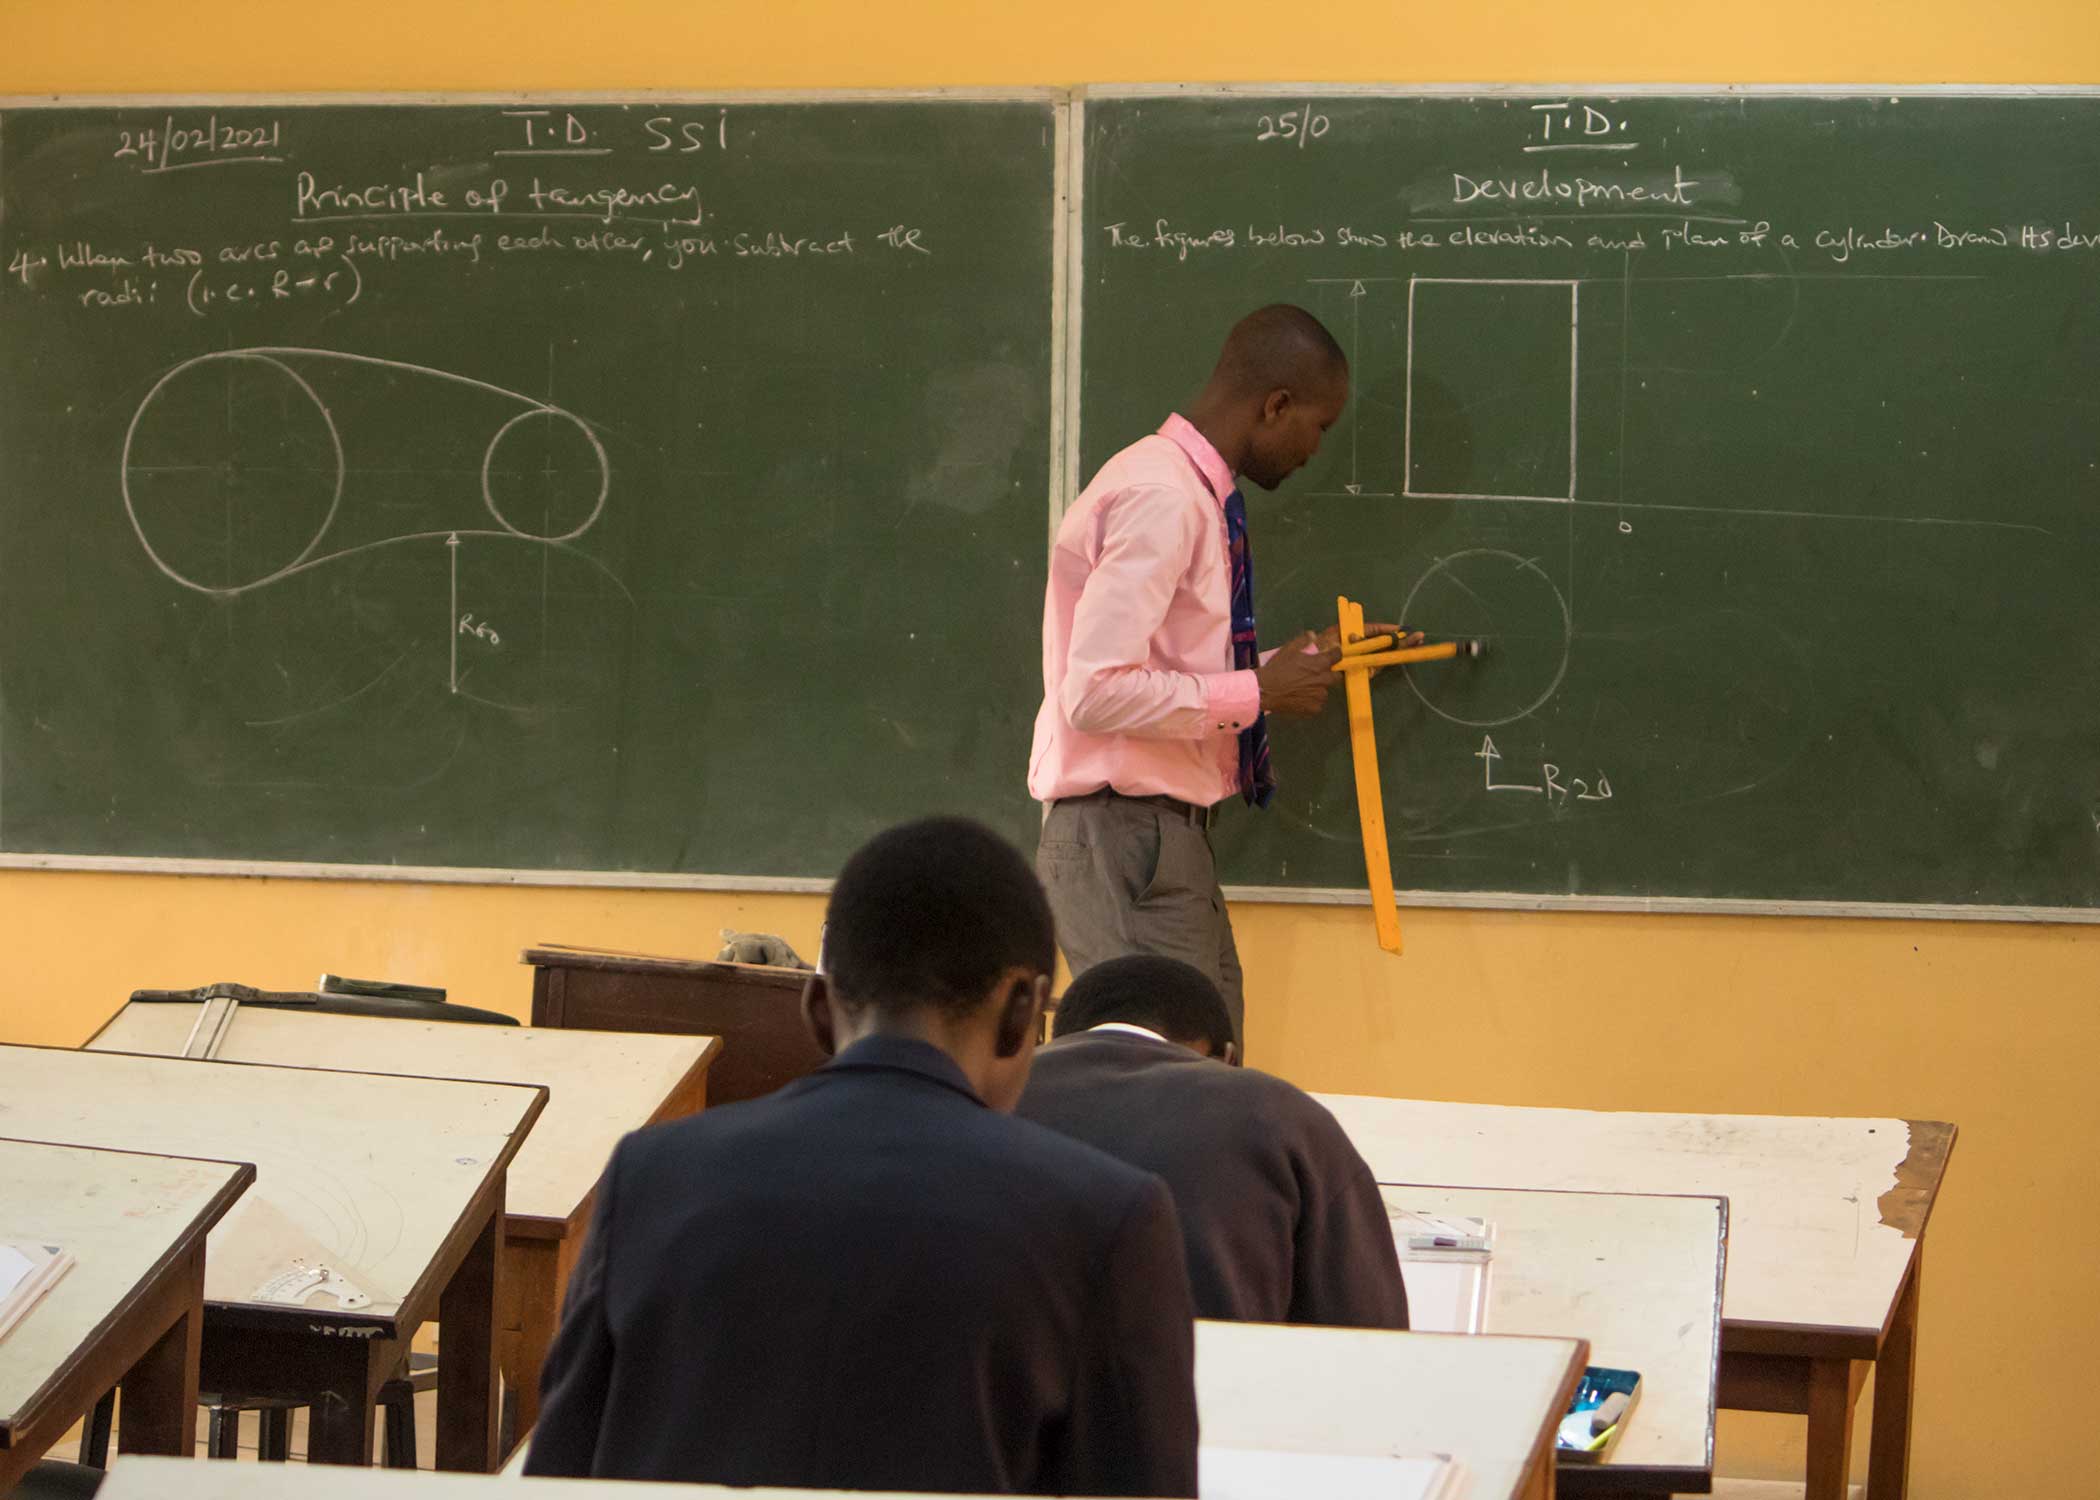 24/02/2021
T.D. SS1
Principle of tangency
4. When two arcs are supporting each other, you subtract the
radii (i.e. R-r)
R60
25/0
T.D.
Development
The figures below show the elevation and plan of a cylinder. Draw its dev
R20